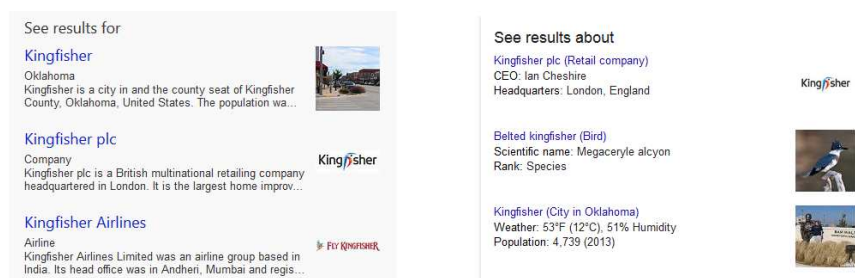 See results for
Kingfisher
Oklahoma
Kingfisher is a city in and the county seat of Kingfisher
County, Oklahoma, United States. The population wa...
Kingfisher plc
Company
Kingfisher plc is a British multinational retailing company
headquartered in London. It is the largest home improv...
Kingfisher
Kingfisher Airlines
Airline
Kingfisher Airlines Limited was an airline group based in
India. Its head office was in Andheri, Mumbai and regis...
FLY KINGFISHER
See results about
Kingfisher plc (Retail company)
CEO: Ian Cheshire
Headquarters: London, England
Kingfisher
Belted kingfisher (Bird)
Scientific name: Megaceryle alcyon
Rank: Species
Kingfisher (City in Oklahoma)
Weather: 53°F (12°C), 51% Humidity
Population: 4,739 (2013)